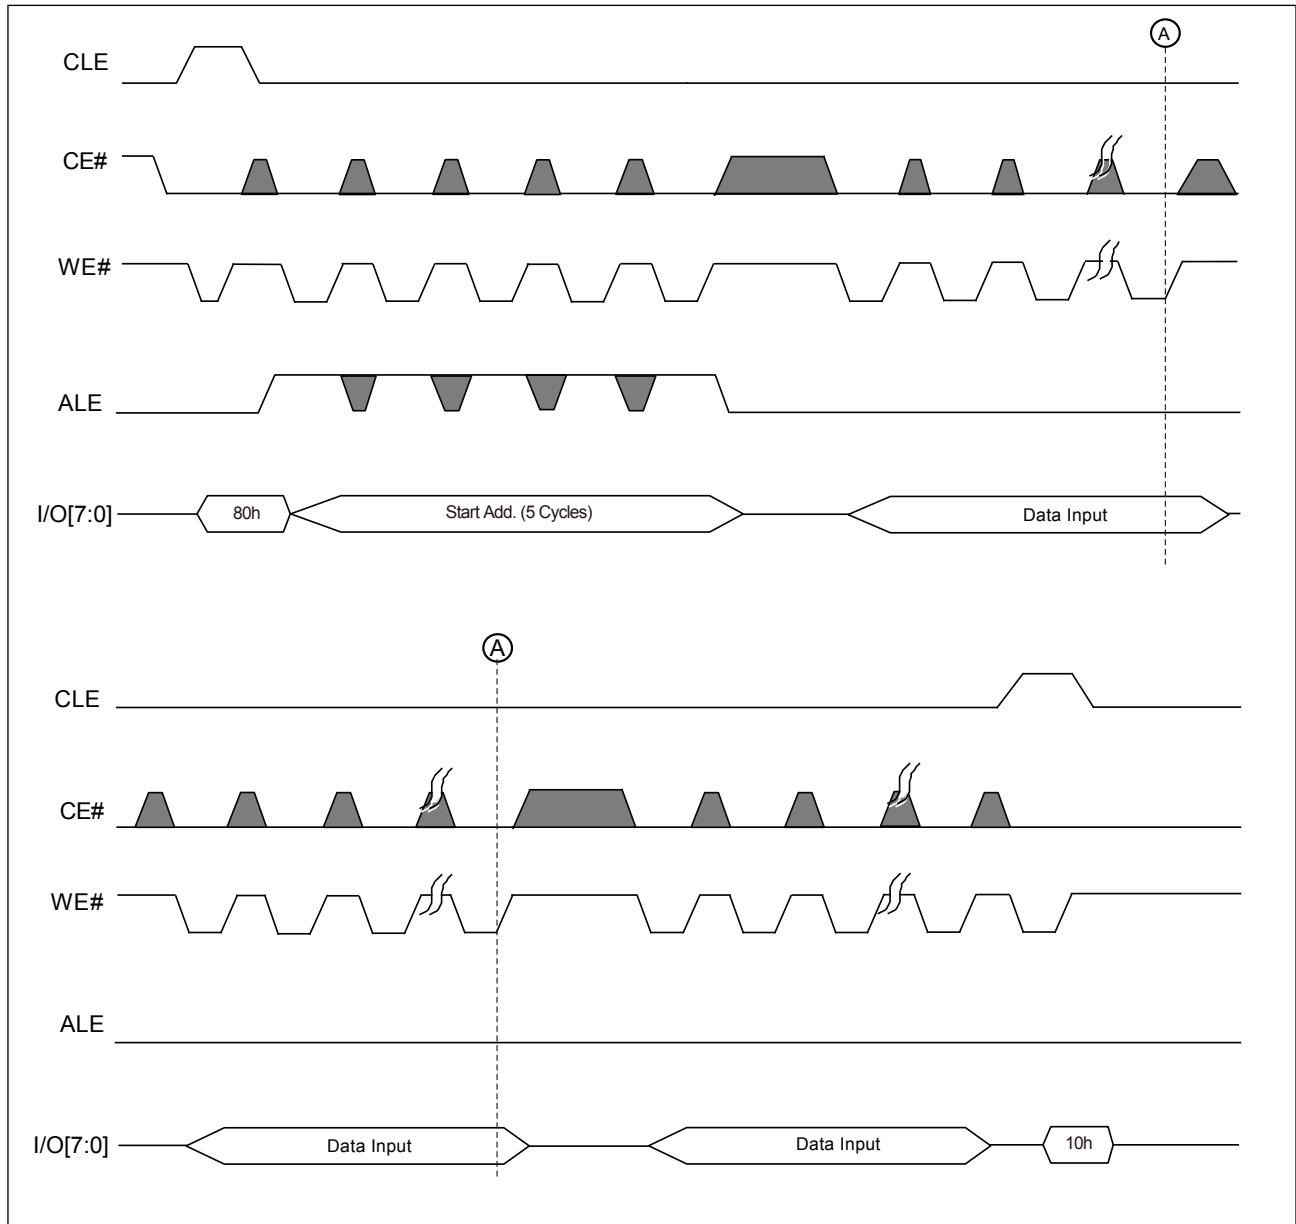 A
CLE
CE#
WE#
ALE
I/O[7:0]
80h
Start Add. (5 Cycles)
Data Input
A
CLE
CE#
WE#
ALE
I/O[7:0]
Data Input
Data Input
10h